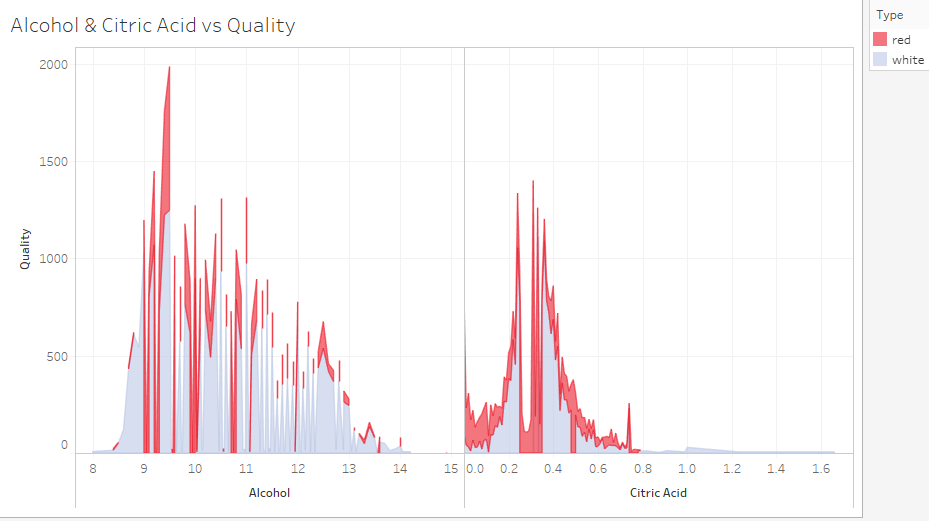 Alcohol & Citric Acid vs Quality
Type
red
white
Quality
2000
1500
1000
500
0
8 9 10 11 12 13 14 15
0.0 0.2 0.4 0.6 0.8 1.0 1.2 1.4 1.6
Alcohol
Citric Acid